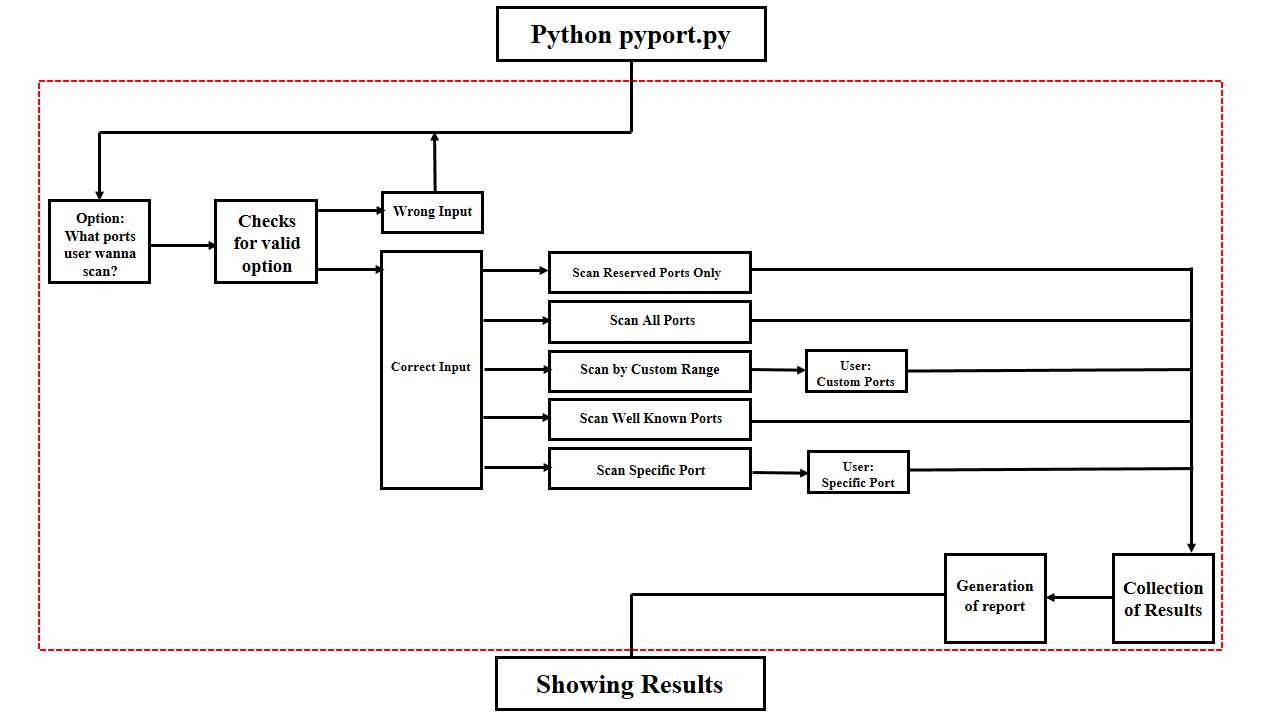 Python pyport.py
Option:
What ports
user wanna
scan?
Checks
for valid
option
Wrong Input
Correct Input
Scan Reserved Ports Only
Scan All Ports
Scan by Custom Range
User:
Custom Ports
Scan Well Known Ports
Scan Specific Port
User:
Specific Port
Generation
of report
Collection
of Results
Showing Results